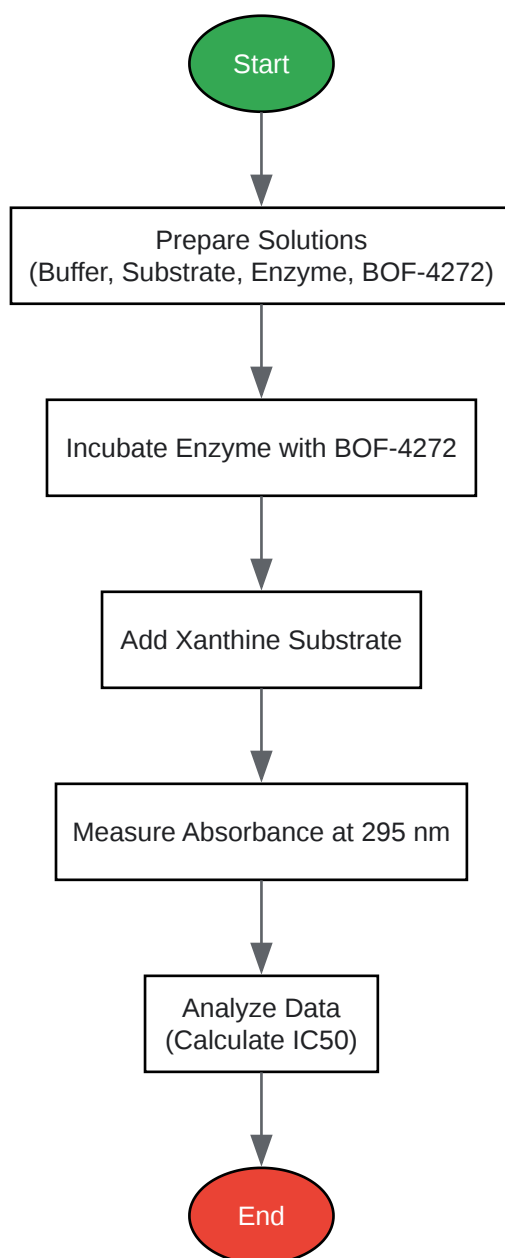 Start
Prepare Solutions
(Buffer, Substrate, Enzyme, BOF-4272)
Incubate Enzyme with BOF-4272
Add Xanthine Substrate
Measure Absorbance at 295 nm
Analyze Data
(Calculate IC50)
End